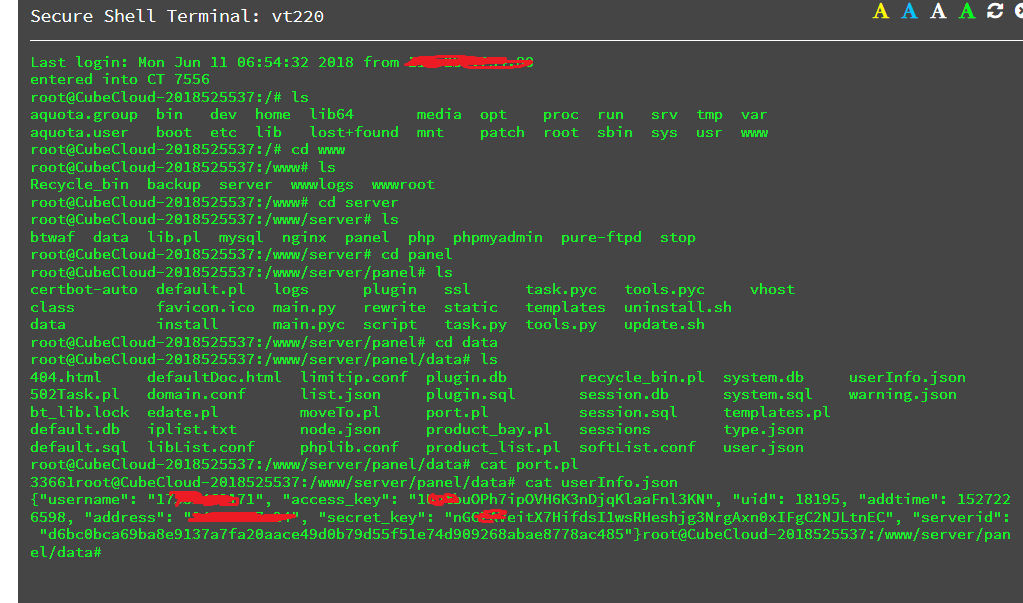 Secure Shell Terminal: vt220
A A A A
Last login: Mon Jun 11 06:54:32 2018 from
entered into CT 7556
root@CubeCloud-2018525537:/# ls
aquota.group bin dev home lib64 media opt proc run srv tmp var
aquota.user boot etc lib lost+found mnt patch root sbin sys usr www
root@CubeCloud-2018525537:/# cd www
root@CubeCloud-2018525537:/www# ls
Recycle_bin backup server wwwlogs wwwroot
root@CubeCloud-2018525537:/www# cd server
root@CubeCloud-2018525537:/www/server# ls
btwaf data lib.pl mysql nginx panel php phpmyadmin pure-ftpd stop
root@CubeCloud-2018525537:/www/server# cd panel
root@CubeCloud-2018525537:/www/server/panel# ls
certbot-auto default.pl logs plugin ssl task.pyc tools.pyc vhost
class favicon.ico main.py rewrite static templates uninstall.sh
data install main.pyc script task.py tools.py update.sh
root@CubeCloud-2018525537:/www/server/panel# cd data
root@CubeCloud-2018525537:/www/server/panel/data# ls
404.html defaultDoc.html limitip.conf plugin.db recycle_bin.pl system.db userInfo.json
502Task.pl domain.conf list.json plugin.sql session.db system.sql warning.json
bt_lib.lock edate.pl moveTo.pl port.pl session.sql templates.pl
default.db iplist.txt node.json product_bay.pl sessions type.json
default.sql libList.conf phplib.conf product_list.pl softList.conf user.json
root@CubeCloud-2018525537:/www/server/panel/data# cat port.pl
33661root@CubeCloud-2018525537:/www/server/panel/data# cat userInfo.json
{"username": "17 71", "access_key": " buOPh7ipOVH6K3nDjqKlaaFnl3KN", "uid": 18195, "addtime": 152722
6598, "address": " ", "secret_key": "nGG veitX7HifdsI1wsRHeshjg3NrgAxn0xIFgC2NJLtnEC", "serverid":
"d6bc0bca69ba8e9137a7fa20aace49d0b79d55f51e74d909268abae8778ac485"}root@CubeCloud-2018525537:/www/server/pan
el/data#